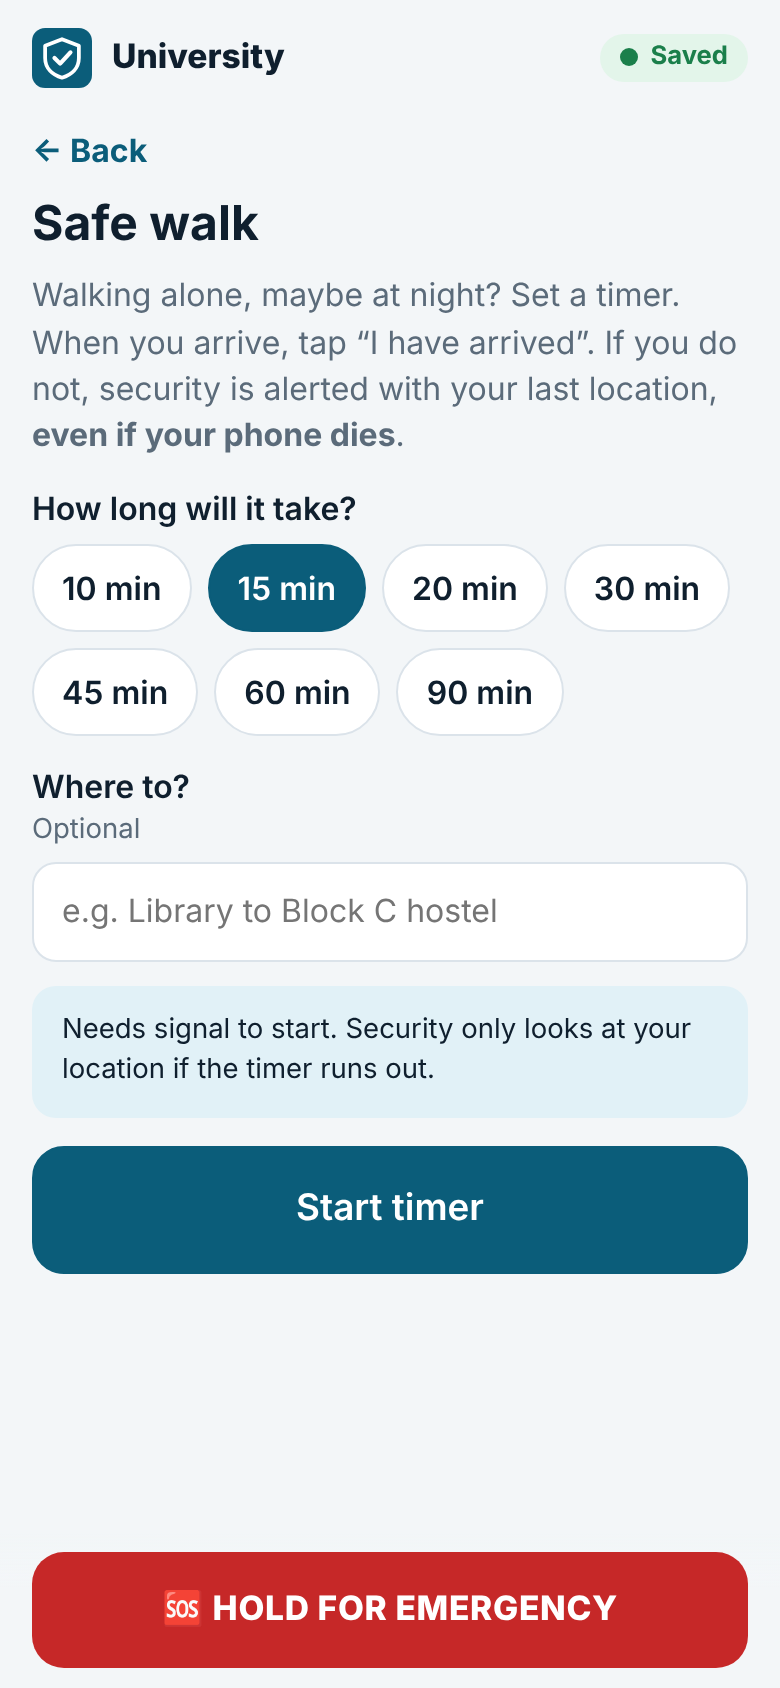 University
Saved
← Back
Safe walk
Walking alone, maybe at night? Set a timer.
When you arrive, tap “I have arrived”. If you do
not, security is alerted with your last location,
even if your phone dies.
How long will it take?
10 min
15 min
20 min
30 min
45 min
60 min
90 min
Where to?
Optional
e.g. Library to Block C hostel
Needs signal to start. Security only looks at your
location if the timer runs out.
Start timer
🆘 HOLD FOR EMERGENCY